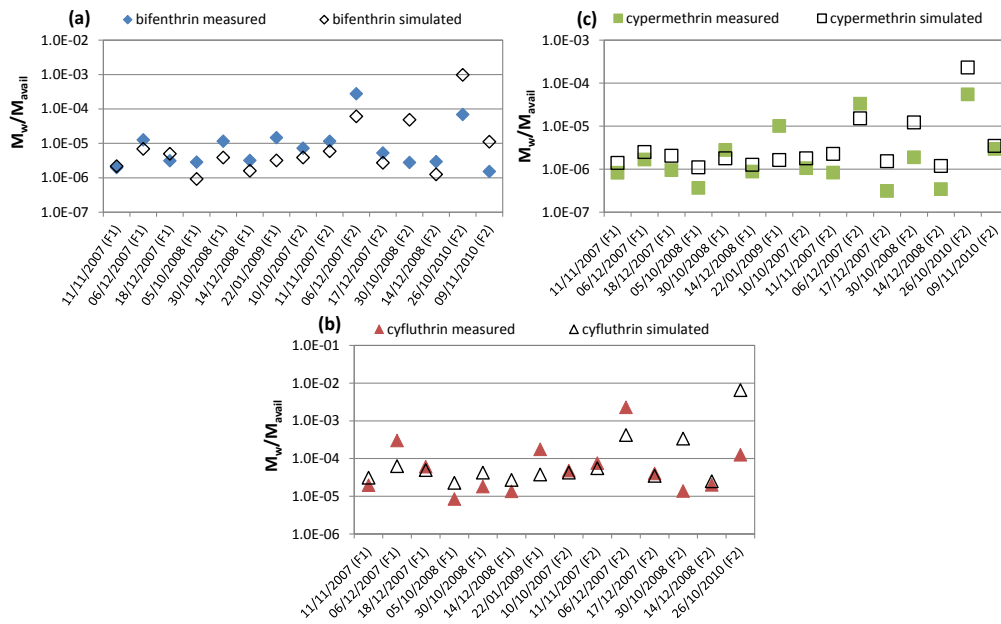 (a)
bifenthrin measured
bifenthrin simulated
1.0E-02
1.0E-03
1.0E-04
1.0E-05
1.0E-06
1.0E-07
Mw/Mavail
11/11/2007 (F1)
06/12/2007 (F1)
18/12/2007 (F1)
05/10/2008 (F1)
30/10/2008 (F1)
14/12/2008 (F1)
22/01/2009 (F1)
10/10/2007 (F2)
11/11/2007 (F2)
06/12/2007 (F2)
17/12/2007 (F2)
30/10/2008 (F2)
14/12/2008 (F2)
26/10/2010 (F2)
09/11/2010 (F2)
(c)
cypermethrin measured
cypermethrin simulated
1.0E-03
1.0E-04
1.0E-05
1.0E-06
1.0E-07
Mw/Mavail
11/11/2007 (F1)
06/12/2007 (F1)
18/12/2007 (F1)
05/10/2008 (F1)
30/10/2008 (F1)
14/12/2008 (F1)
22/01/2009 (F1)
10/10/2007 (F2)
11/11/2007 (F2)
06/12/2007 (F2)
17/12/2007 (F2)
30/10/2008 (F2)
14/12/2008 (F2)
26/10/2010 (F2)
09/11/2010 (F2)
(b)
cyfluthrin measured
cyfluthrin simulated
1.0E-01
1.0E-02
1.0E-03
1.0E-04
1.0E-05
1.0E-06
Mw/Mavail
11/11/2007 (F1)
06/12/2007 (F1)
18/12/2007 (F1)
05/10/2008 (F1)
30/10/2008 (F1)
14/12/2008 (F1)
22/01/2009 (F1)
10/10/2007 (F2)
11/11/2007 (F2)
06/12/2007 (F2)
17/12/2007 (F2)
30/10/2008 (F2)
14/12/2008 (F2)
26/10/2010 (F2)